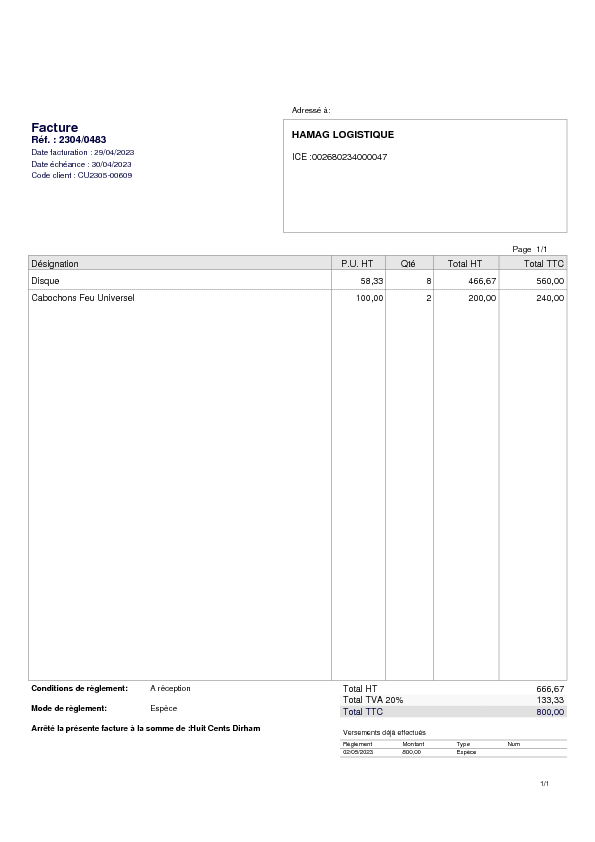 Adressé à:
Facture
Réf. : 2304/0483
Date facturation : 29/04/2023
Date échéance : 30/04/2023
Code client : CU2305-00609
HAMAG LOGISTIQUE
ICE :002680234000047
Page 1/1
Désignation P.U. HT Qté Total HT Total TTC
Disque 58,33 8 466,67 560,00
Cabochons Feu Universel 100,00 2 200,00 240,00
Conditions de règlement: A réception
Mode de règlement: Espèce
Arrêté la présente facture à la somme de :Huit Cents Dirham
Total HT 666,67
Total TVA 20% 133,33
Total TTC 800,00
Versements déjà effectués
Règlement Montant Type Num
02/05/2023 800,00 Espèce
1/1